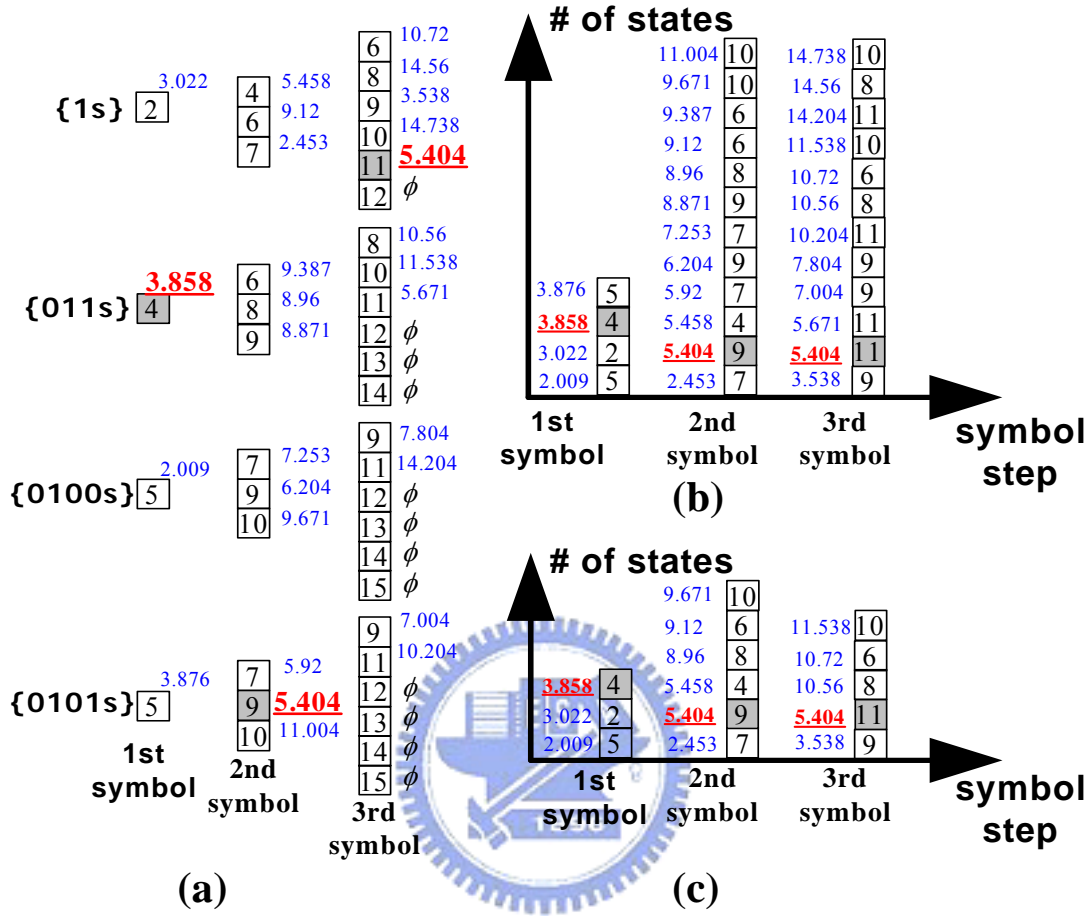 {1s}
3.022
2
5.458
4
9.12
6
2.453
7
10.72
6
14.56
8
3.538
9
14.738
10
5.404
11
12 ϕ
{011s}
3.858
4
9.387
6
8.96
8
8.871
9
10.56
8
11.538
10
5.671
11
12 ϕ
13 ϕ
14 ϕ
{0100s}
2.009
5
7.253
7
6.204
9
9.671
10
7.804
9
14.204
11
12 ϕ
13 ϕ
14 ϕ
15 ϕ
{0101s}
3.876
5
5.92
7
5.404
9
11.004
10
7.004
9
10.204
11
12 ϕ
13 ϕ
14 ϕ
15 ϕ
1st
symbol
2nd
symbol
3rd
symbol
(a)
# of states
3.876 5
3.858 4
3.022 2
2.009 5
11.004 10
9.671 10
9.387 6
9.12 6
8.96 8
8.871 9
7.253 7
6.204 9
5.92 7
5.458 4
5.404 9
2.453 7
14.738 10
14.56 8
14.204 11
11.538 10
10.72 6
10.56 8
10.204 11
7.804 9
7.004 9
5.671 11
5.404 11
3.538 9
1st
symbol
2nd
symbol
3rd
symbol
symbol
step
(b)
# of states
3.858 4
3.022 2
2.009 5
9.671 10
9.12 6
8.96 8
5.458 4
5.404 9
2.453 7
11.538 10
10.72 6
10.56 8
5.404 11
3.538 9
1st
symbol
2nd
symbol
3rd
symbol
symbol
step
(c)